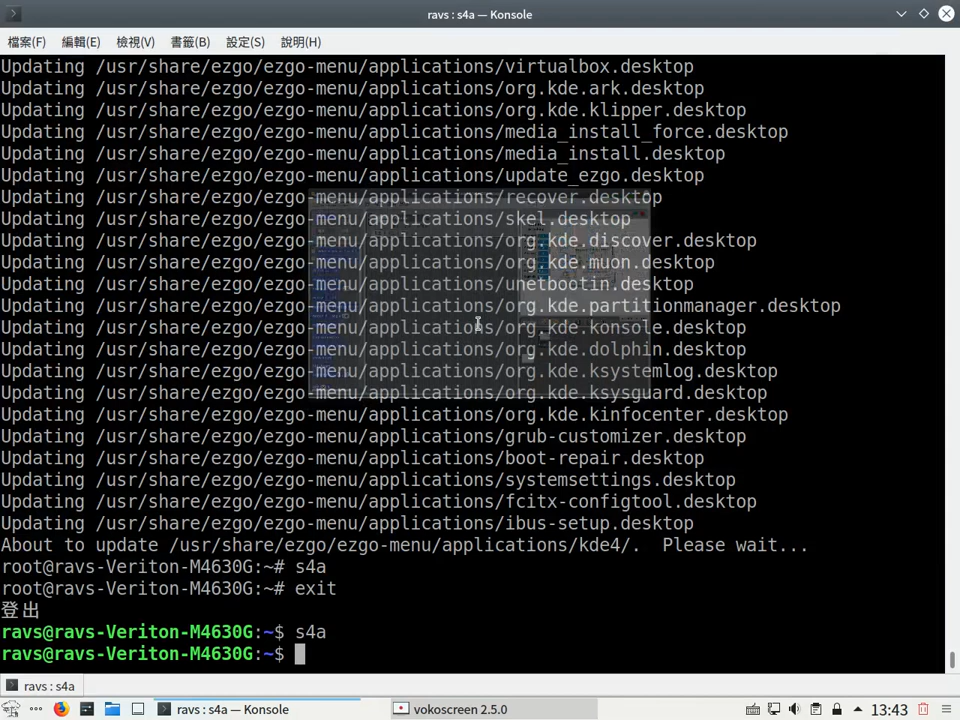 ravs : s4a — Konsole
檔案(F) 編輯(E) 檢視(V) 書籤(B) 設定(S) 說明(H)
Updating /usr/share/ezgo/ezgo-menu/applications/virtualbox.desktop
Updating /usr/share/ezgo/ezgo-menu/applications/org.kde.ark.desktop
Updating /usr/share/ezgo/ezgo-menu/applications/org.kde.klipper.desktop
Updating /usr/share/ezgo/ezgo-menu/applications/media_install_force.desktop
Updating /usr/share/ezgo/ezgo-menu/applications/media_install.desktop
Updating /usr/share/ezgo/ezgo-menu/applications/update_ezgo.desktop
Updating /usr/share/ezgo/ezgo-menu/applications/recover.desktop
Updating /usr/share/ezgo/ezgo-menu/applications/skel.desktop
Updating /usr/share/ezgo/ezgo-menu/applications/org.kde.discover.desktop
Updating /usr/share/ezgo/ezgo-menu/applications/org.kde.muon.desktop
Updating /usr/share/ezgo/ezgo-menu/applications/unetbootin.desktop
Updating /usr/share/ezgo/ezgo-menu/applications/org.kde.partitionmanager.desktop
Updating /usr/share/ezgo/ezgo-menu/applications/org.kde.konsole.desktop
Updating /usr/share/ezgo/ezgo-menu/applications/org.kde.dolphin.desktop
Updating /usr/share/ezgo/ezgo-menu/applications/org.kde.ksystemlog.desktop
Updating /usr/share/ezgo/ezgo-menu/applications/org.kde.ksysguard.desktop
Updating /usr/share/ezgo/ezgo-menu/applications/org.kde.kinfocenter.desktop
Updating /usr/share/ezgo/ezgo-menu/applications/grub-customizer.desktop
Updating /usr/share/ezgo/ezgo-menu/applications/boot-repair.desktop
Updating /usr/share/ezgo/ezgo-menu/applications/systemsettings.desktop
Updating /usr/share/ezgo/ezgo-menu/applications/fcitx-configtool.desktop
Updating /usr/share/ezgo/ezgo-menu/applications/ibus-setup.desktop
About to update /usr/share/ezgo/ezgo-menu/applications/kde4/.  Please wait...
root@ravs-Veriton-M4630G:~# s4a
root@ravs-Veriton-M4630G:~# exit
登出
ravs@ravs-Veriton-M4630G:~$ s4a
ravs@ravs-Veriton-M4630G:~$
ravs : s4a
ravs : s4a — Konsole
vokoscreen 2.5.0
13:43